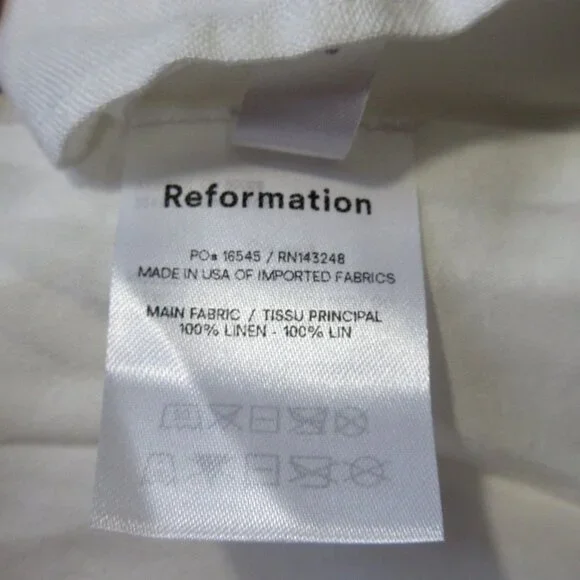 Reformation
PO# 16545 / RN143248
MADE IN USA OF IMPORTED FABRICS
MAIN FABRIC / TISSU PRINCIPAL
100% LINEN - 100% LIN